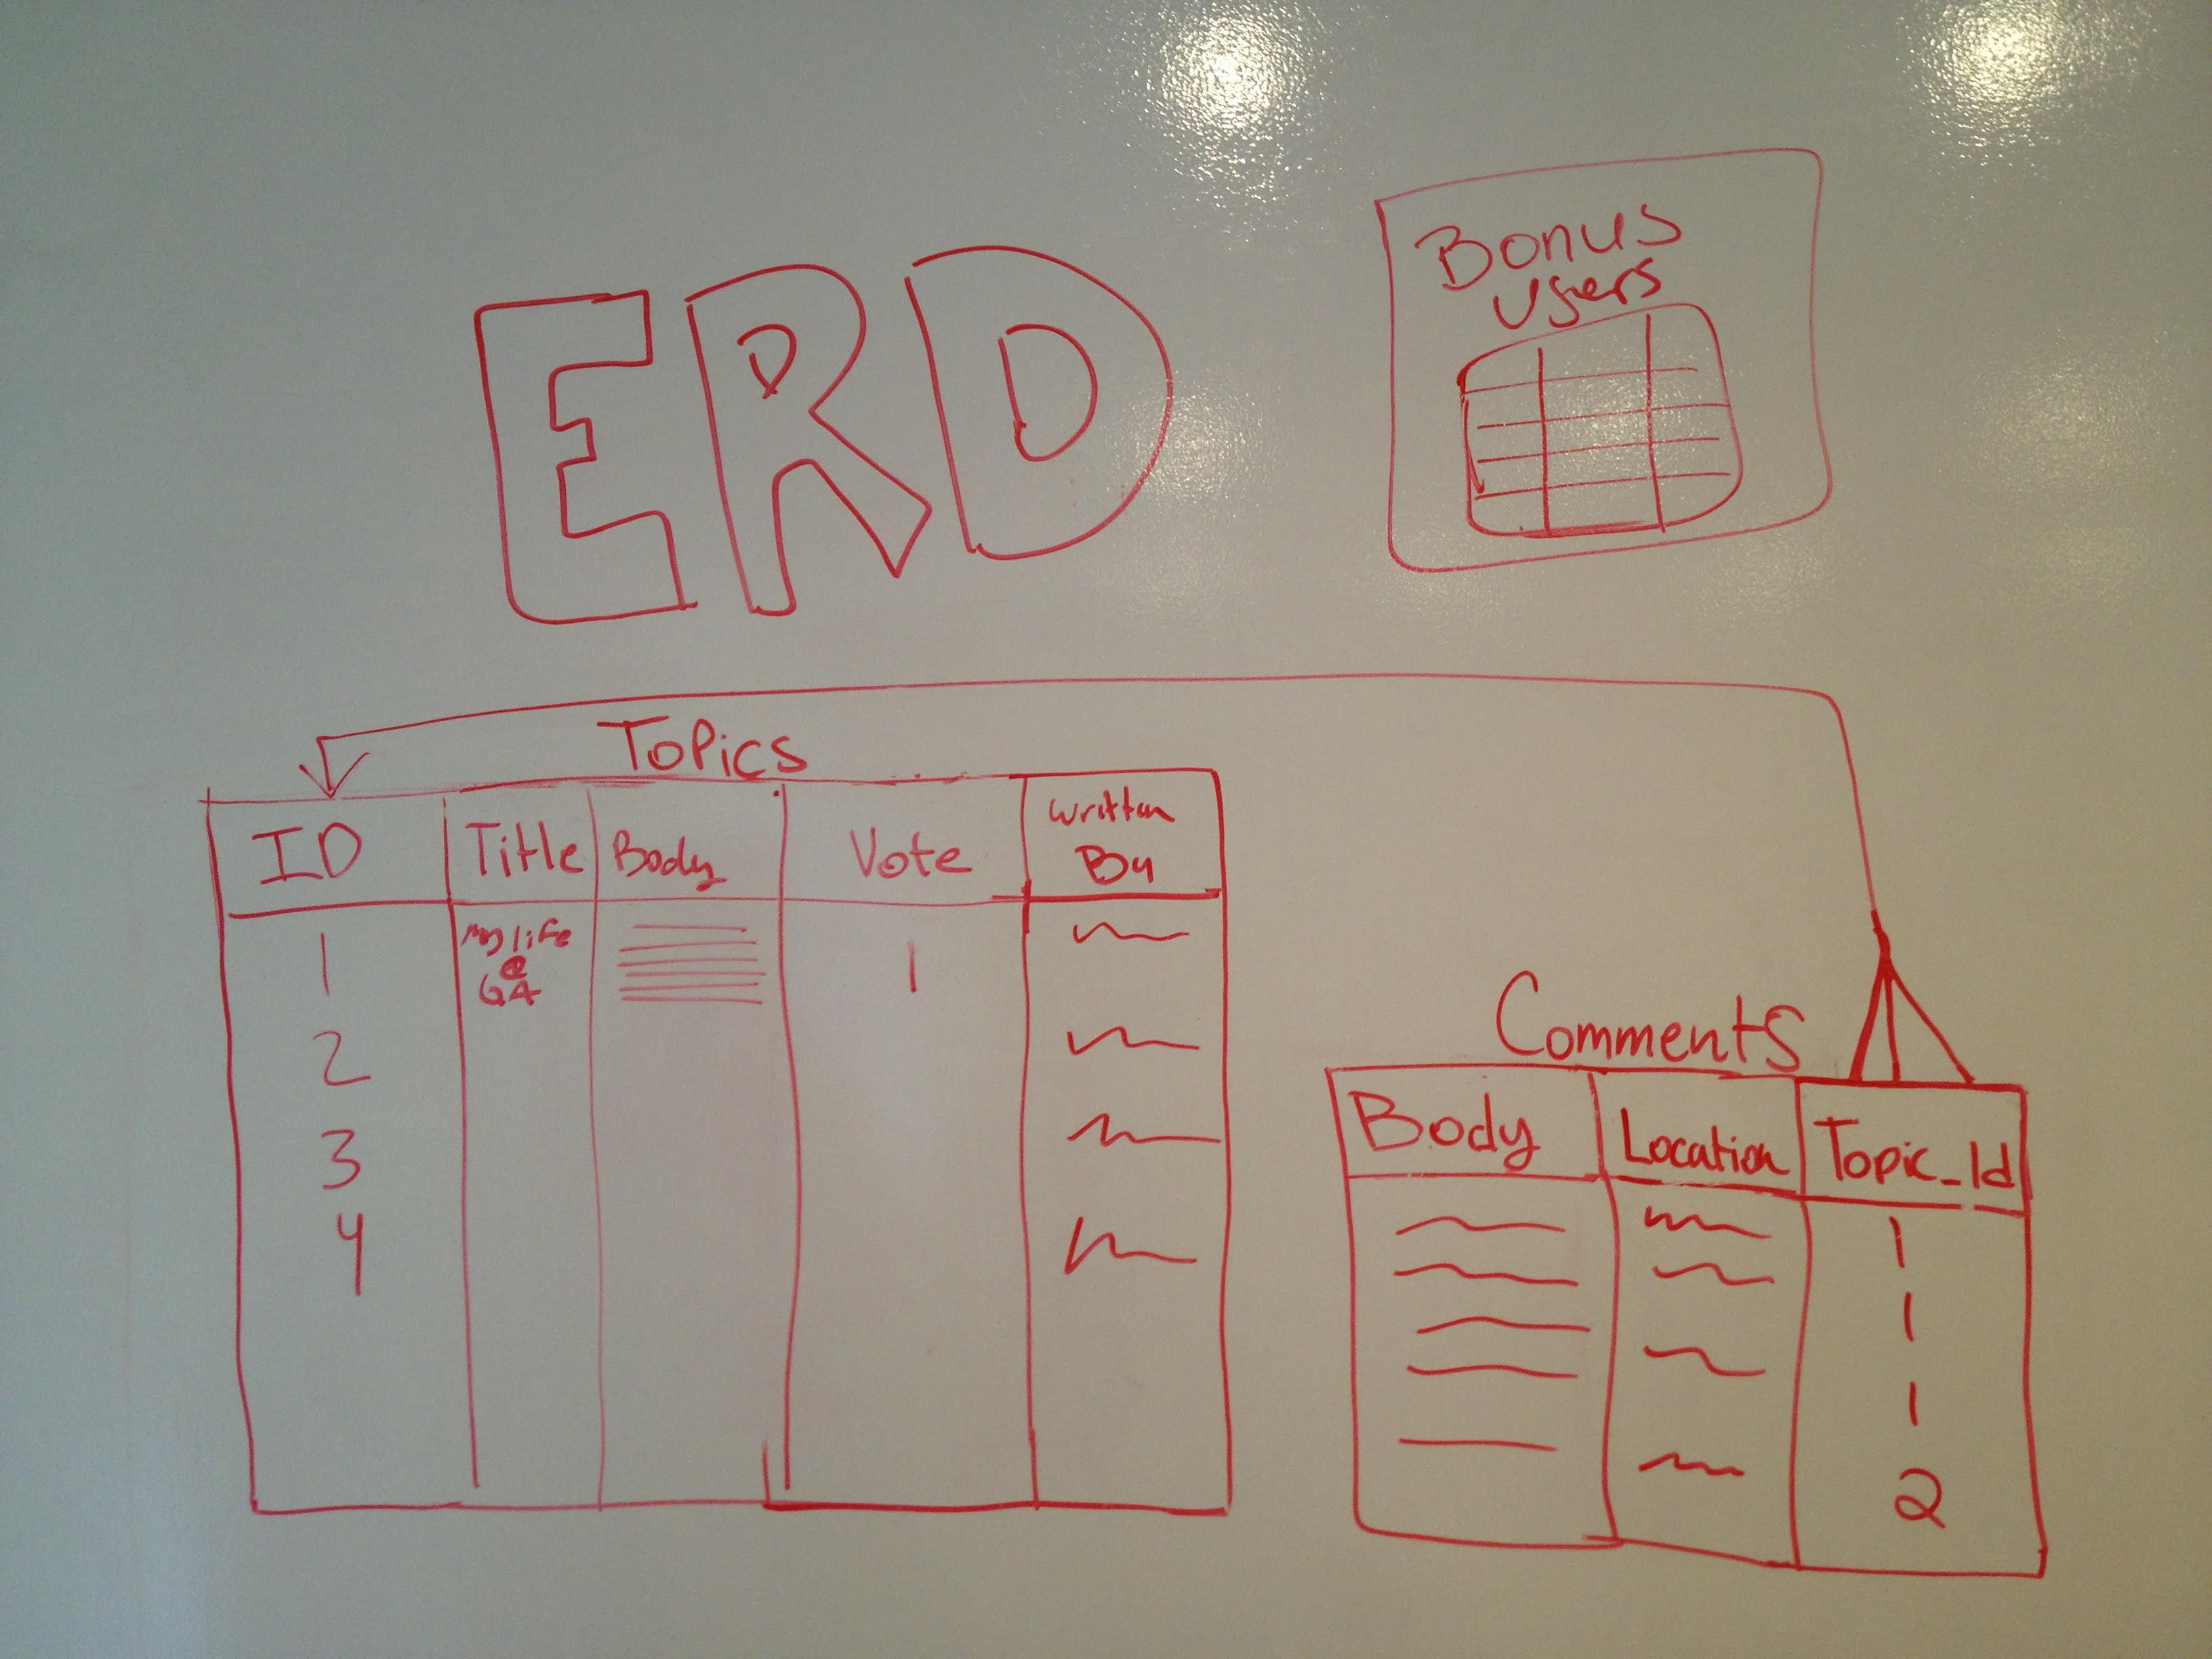 ERD
Bonus
Users
Topics
ID Title Body Vote Written
By
1 My life 1
@
GA
2
3
4
Comments
Body Location Topic_Id
1
1
1
2